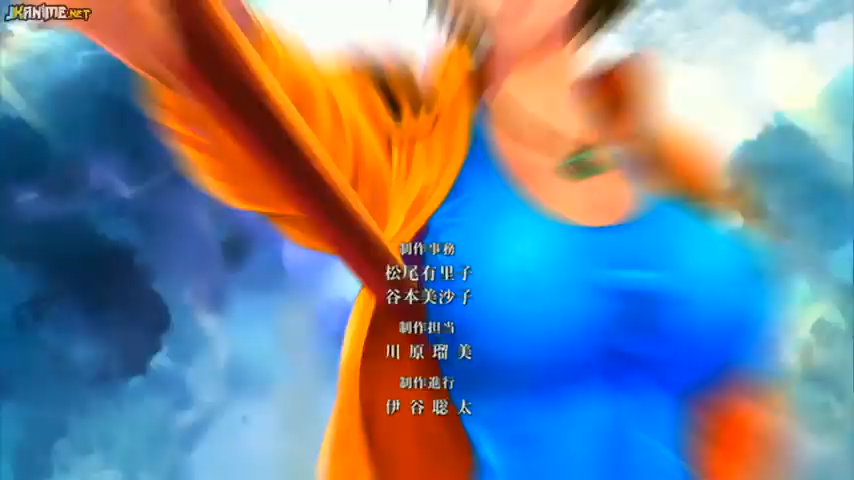 JKANIME.NET
制作事務
松尾有里子
谷本美沙子
制作担当
川原瑠美
制作進行
伊谷聡太